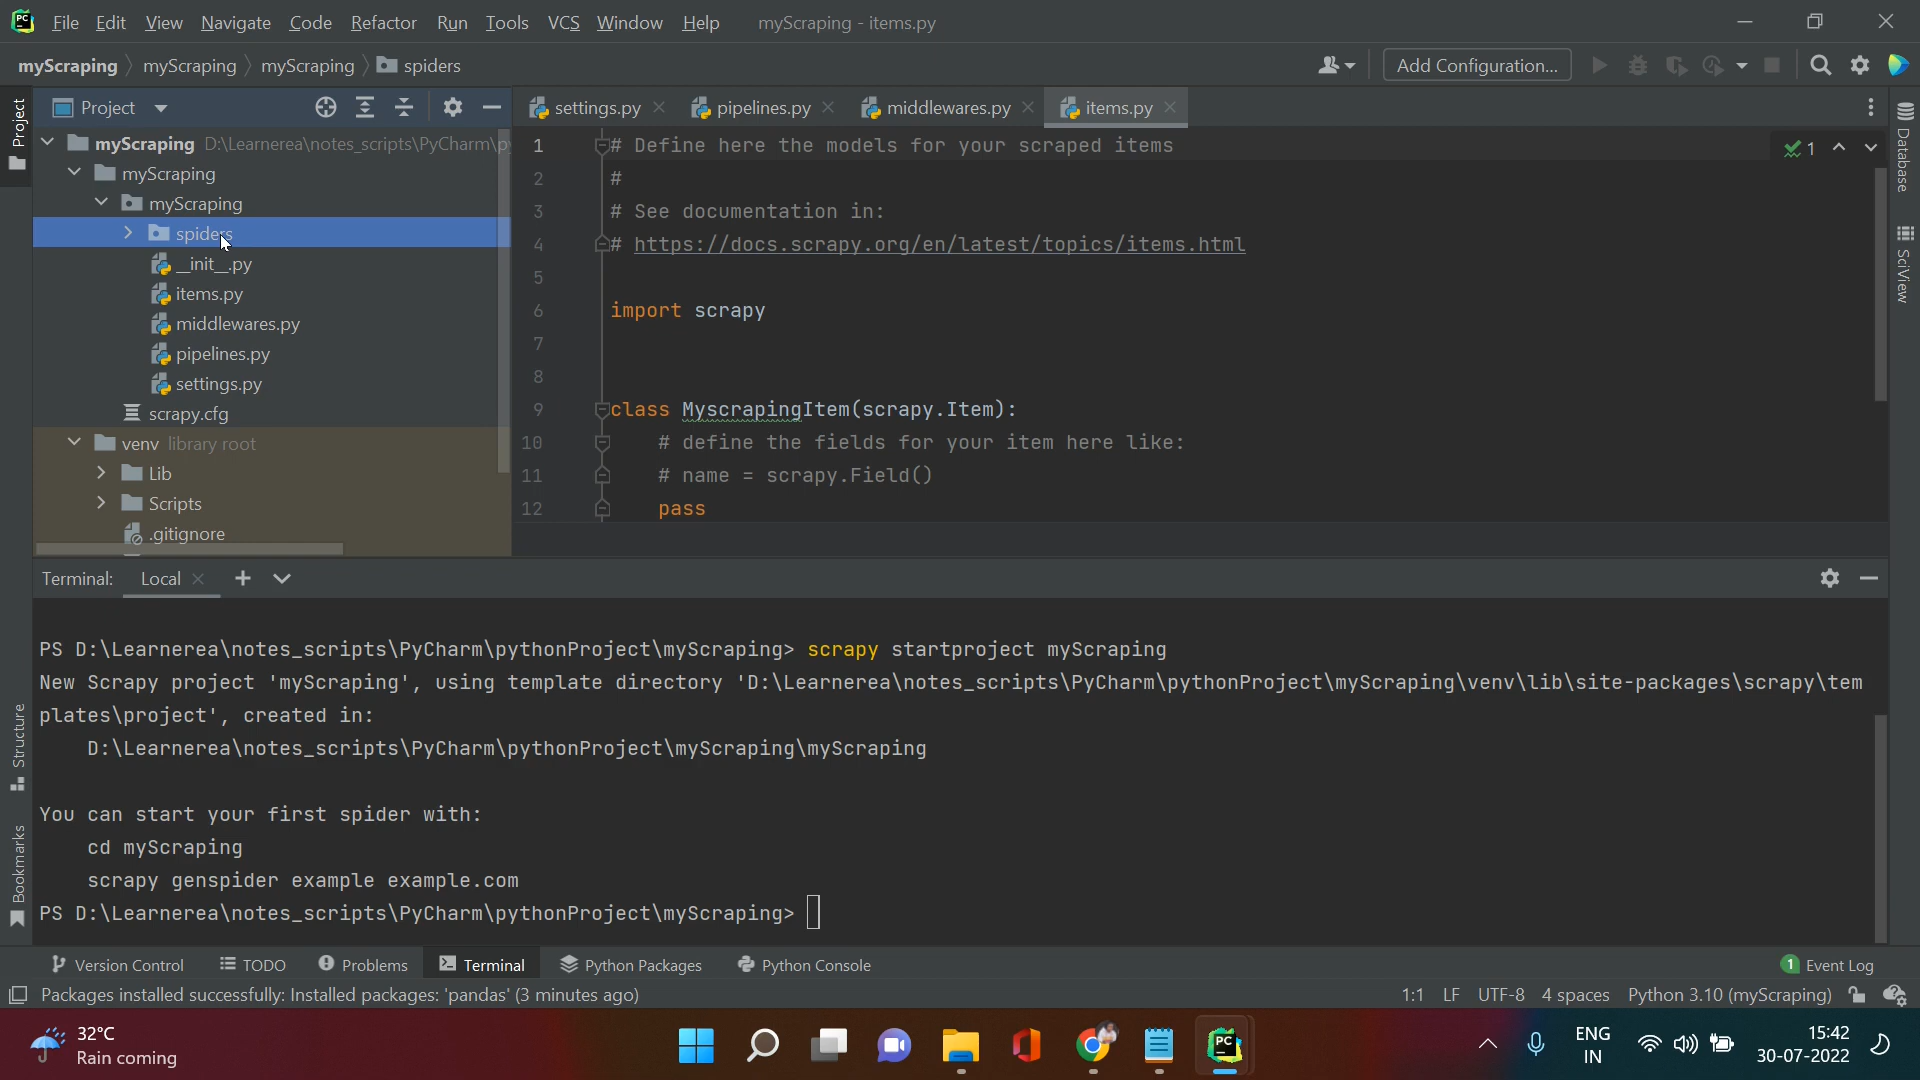 PC File Edit View Navigate Code Refactor Run Tools VCS Window Help myScraping - items.py
myScraping myScraping myScraping spiders Add Configuration...
Project
Project
settings.py pipelines.py middlewares.py items.py
myScraping D:\Learnerea\notes_scripts\PyCharm\p
myScraping
myScraping
spiders
__init__.py
items.py
middlewares.py
pipelines.py
settings.py
scrapy.cfg
venv library root
Lib
Scripts
.gitignore
1 # Define here the models for your scraped items
2 #
3 # See documentation in:
4 # https://docs.scrapy.org/en/latest/topics/items.html
5
6 import scrapy
7
8
9 class MyscrapingItem(scrapy.Item):
10 # define the fields for your item here like:
11 # name = scrapy.Field()
12 pass
1
Database
SciView
Terminal: Local
PS D:\Learnerea\notes_scripts\PyCharm\pythonProject\myScraping> scrapy startproject myScraping
New Scrapy project 'myScraping', using template directory 'D:\Learnerea\notes_scripts\PyCharm\pythonProject\myScraping\venv\lib\site-packages\scrapy\tem
plates\project', created in:
D:\Learnerea\notes_scripts\PyCharm\pythonProject\myScraping\myScraping
You can start your first spider with:
cd myScraping
scrapy genspider example example.com
PS D:\Learnerea\notes_scripts\PyCharm\pythonProject\myScraping>
Structure
Bookmarks
Version Control TODO Problems Terminal Python Packages Python Console 1 Event Log
Packages installed successfully: Installed packages: 'pandas' (3 minutes ago) 1:1 LF UTF-8 4 spaces Python 3.10 (myScraping)
32°C
Rain coming
PC
ENG
IN
15:42
30-07-2022